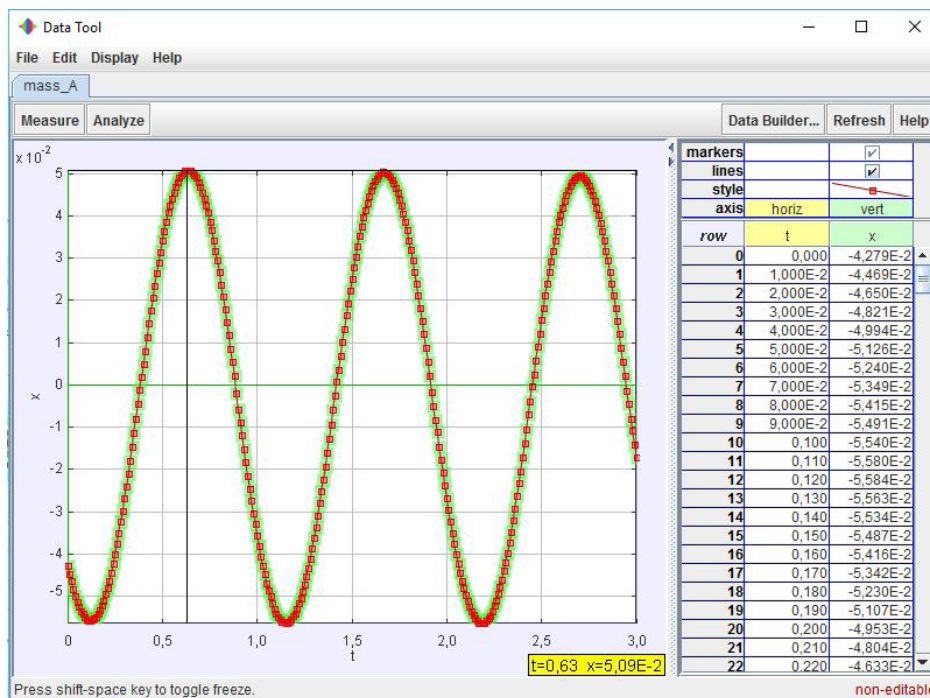 Data Tool
File Edit Display Help
mass_A
Measure Analyze Data Builder... Refresh Help
x 10-2
5
4
3
2
1
0
-1
-2
-3
-4
-5
x
0 0,5 1,0 1,5 2,0 2,5 3,0
t
t=0,63 x=5,09E-2
markers
lines
style
axis horiz vert
row t x
0 0,000 -4,279E-2
1 1,000E-2 -4,469E-2
2 2,000E-2 -4,650E-2
3 3,000E-2 -4,821E-2
4 4,000E-2 -4,994E-2
5 5,000E-2 -5,126E-2
6 6,000E-2 -5,240E-2
7 7,000E-2 -5,349E-2
8 8,000E-2 -5,415E-2
9 9,000E-2 -5,491E-2
10 0,100 -5,540E-2
11 0,110 -5,580E-2
12 0,120 -5,584E-2
13 0,130 -5,563E-2
14 0,140 -5,534E-2
15 0,150 -5,487E-2
16 0,160 -5,416E-2
17 0,170 -5,342E-2
18 0,180 -5,230E-2
19 0,190 -5,107E-2
20 0,200 -4,953E-2
21 0,210 -4,804E-2
22 0,220 -4,633E-2
Press shift-space key to toggle freeze. non-editable